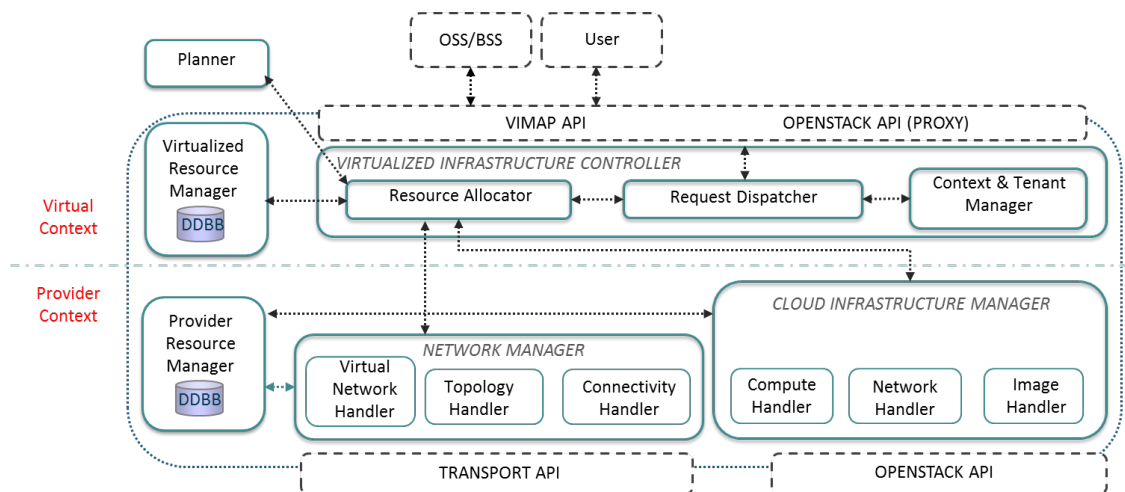 OSS/BSS
User
Planner
VIMAP API
OPENSTACK API (PROXY)
Virtualized
Resource
Manager
DDBB
VIRTUALIZED INFRASTRUCTURE CONTROLLER
Resource Allocator
Request Dispatcher
Context & Tenant
Manager
Virtual
Context
Provider
Context
Provider
Resource
Manager
DDBB
NETWORK MANAGER
Virtual
Network
Handler
Topology
Handler
Connectivity
Handler
CLOUD INFRASTRUCTURE MANAGER
Compute
Handler
Network
Handler
Image
Handler
TRANSPORT API
OPENSTACK API